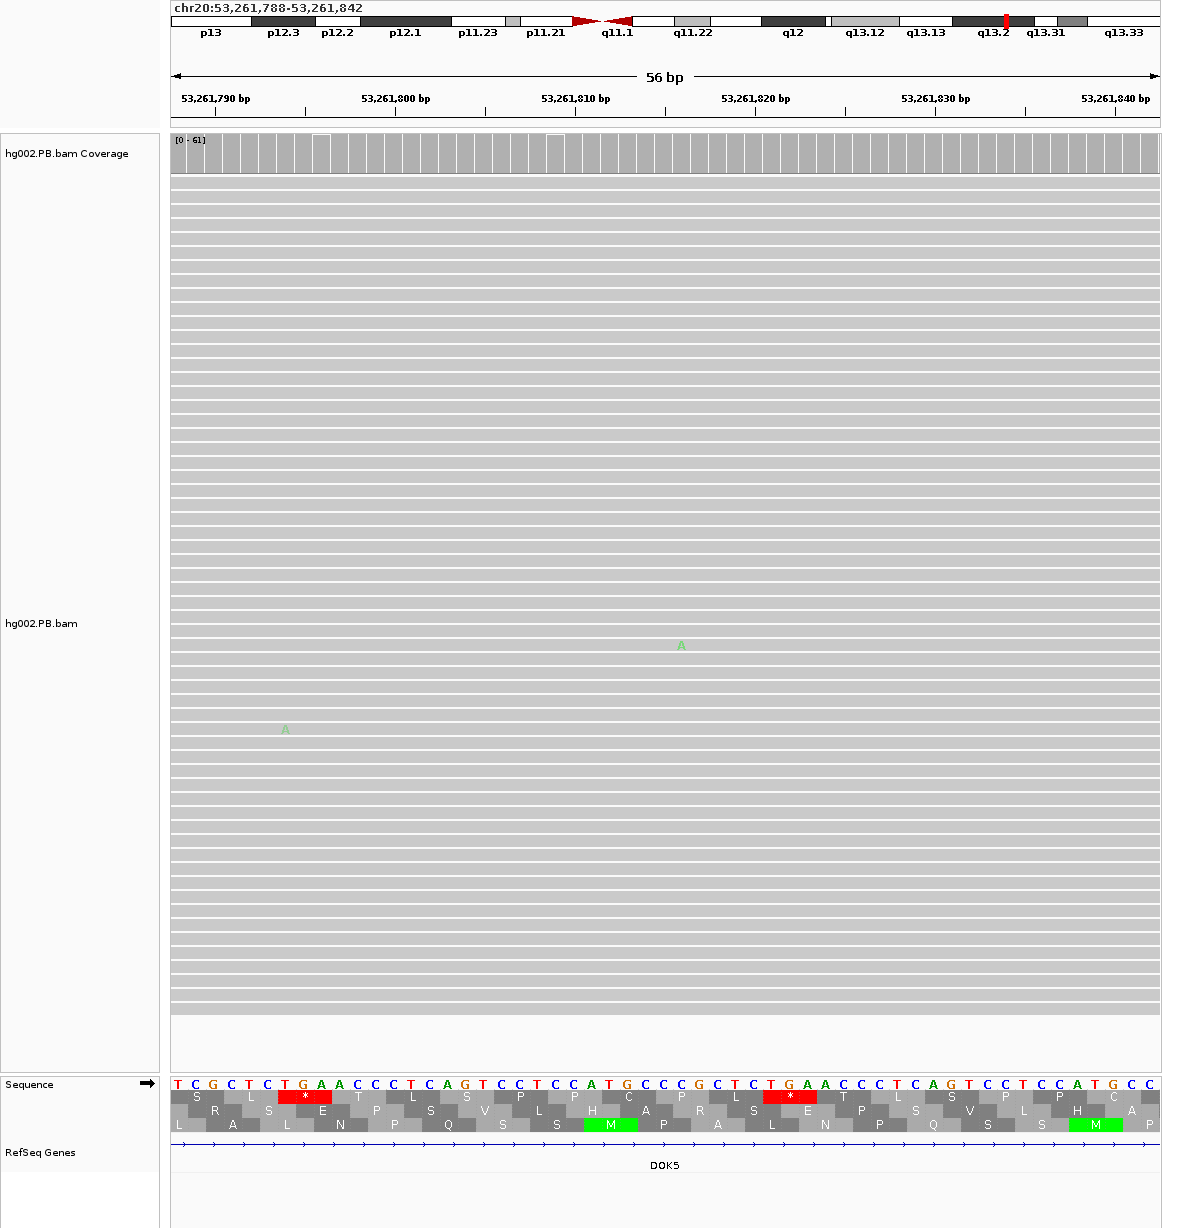 chr20:53,261,788-53,261,842
p13 p12.3 p12.2 p12.1 p11.23 p11.21 q11.1 q11.22 q12 q13.12 q13.13 q13.2 q13.31 q13.33
56 bp
53,261,790 bp 53,261,800 bp 53,261,810 bp 53,261,820 bp 53,261,830 bp 53,261,840 bp
[0 - 61]
hg002.PB.bam Coverage
hg002.PB.bam
A
A
Sequence
T C G C T C T G A A C C C T C A G T C C T C C A T G C C C G C T C T G A A C C C T C A G T C C T C C A T G C C
S L * T L S P P C P L * T L S P P C
R S E P S V L H A R S E P S V L H A
L A L N P Q S S M P A L N P Q S S M P
RefSeq Genes
DOK5